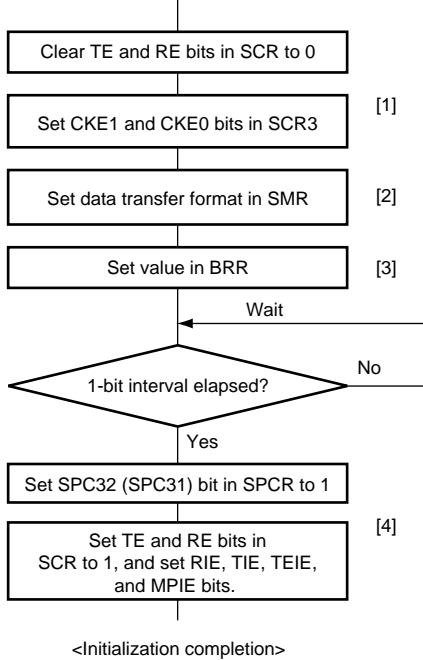 Clear TE and RE bits in SCR to 0
[1]
Set CKE1 and CKE0 bits in SCR3
Set data transfer format in SMR
[2]
Set value in BRR
[3]
Wait
1-bit interval elapsed?
No
Yes
Set SPC32 (SPC31) bit in SPCR to 1
[4]
Set TE and RE bits in
SCR to 1, and set RIE, TIE, TEIE,
and MPIE bits.
<Initialization completion>